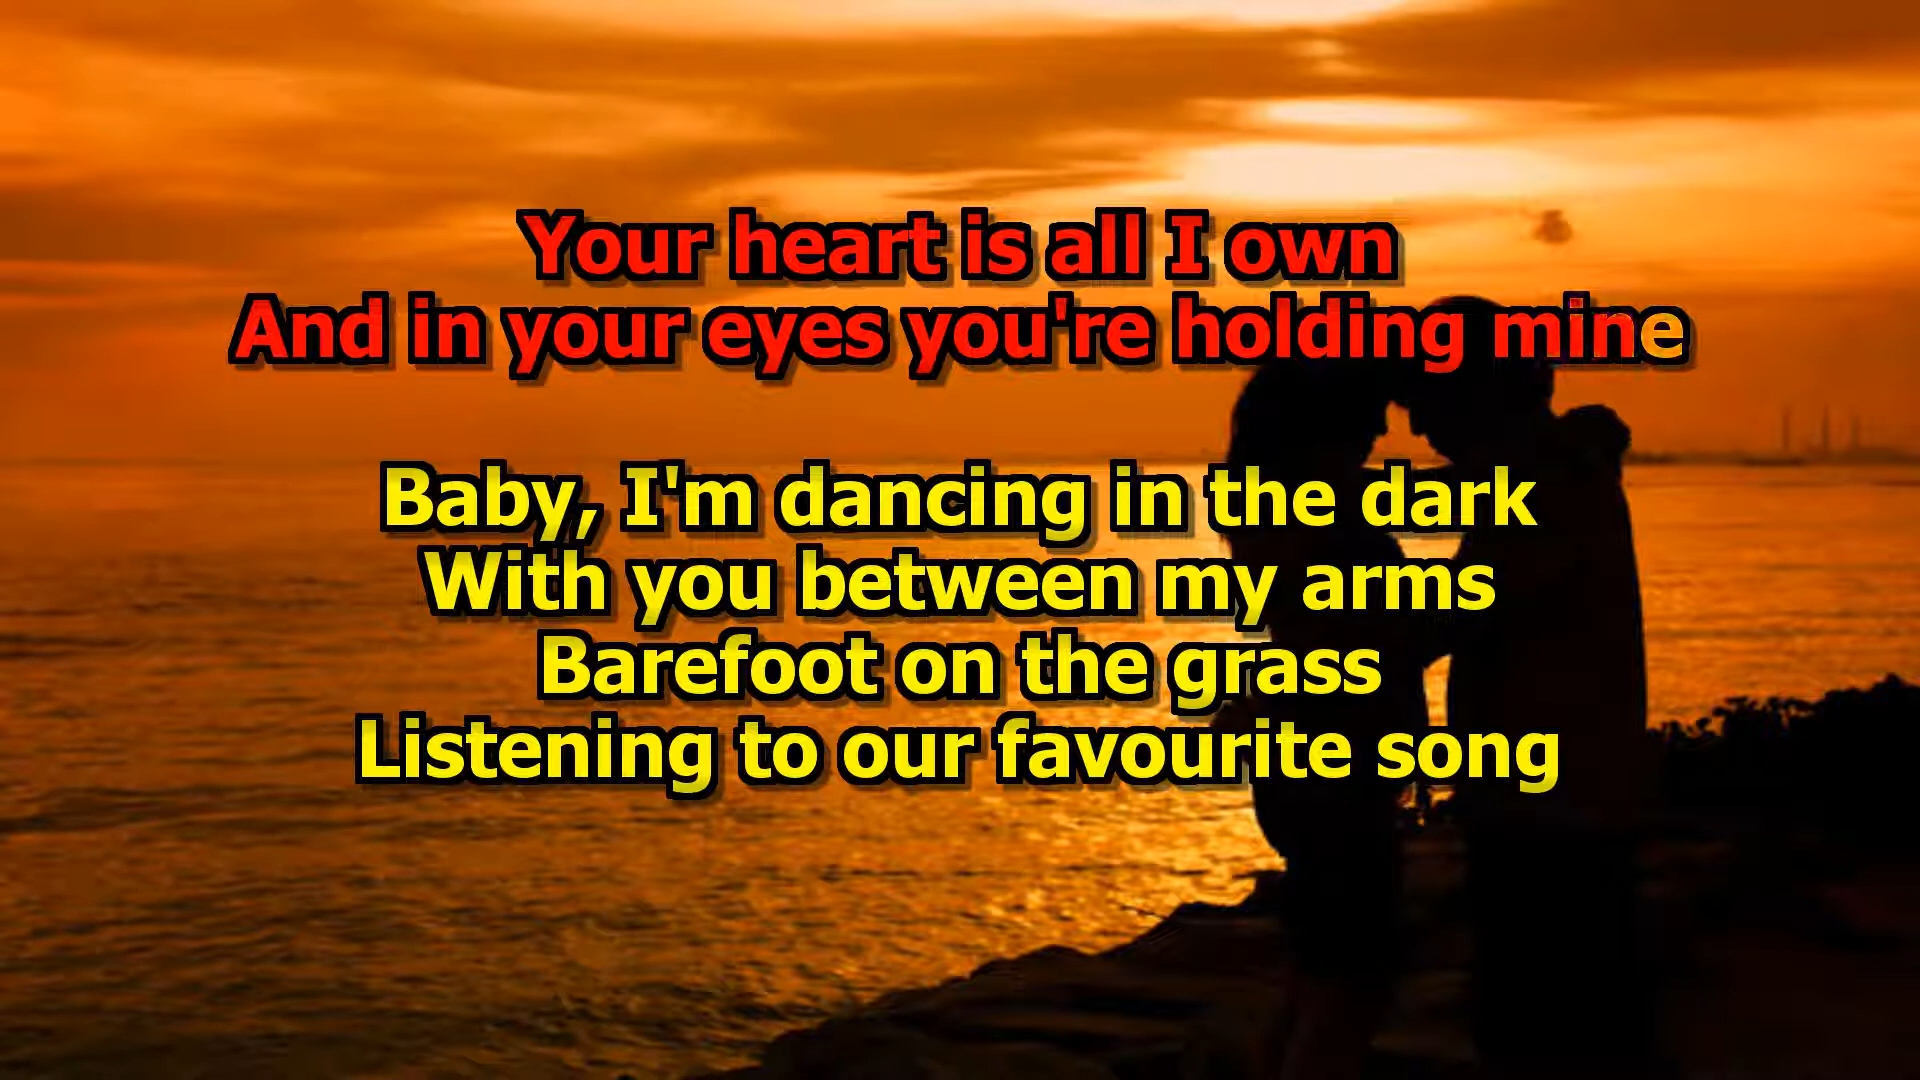 Your heart is all I own
And in your eyes you're holding mine
Baby, I'm dancing in the dark
With you between my arms
Barefoot on the grass
Listening to our favourite song